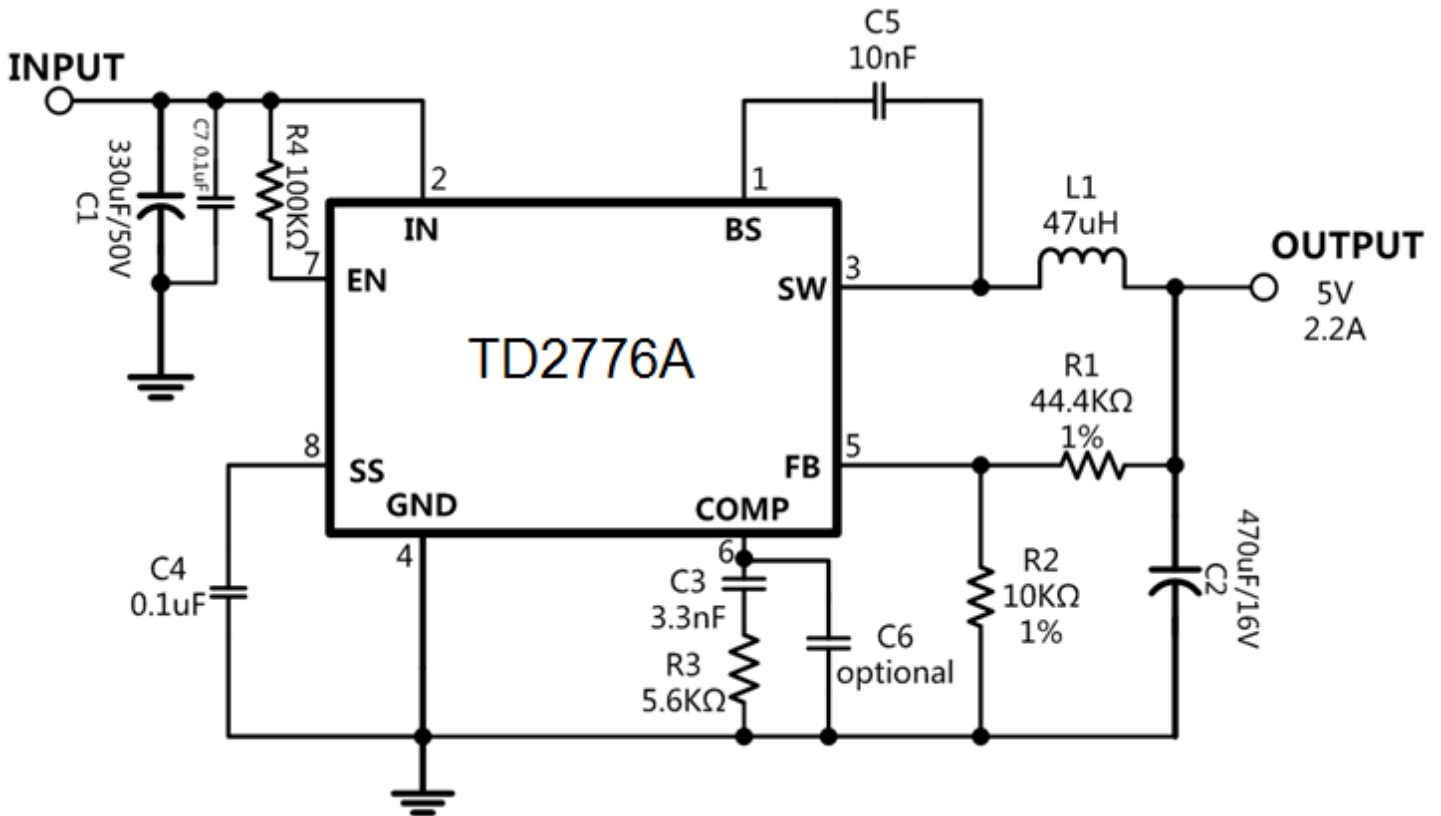 C5
10nF
INPUT
330uF/50V
C1
C7 0.1uF
R4 100KΩ
2
1
IN
BS
L1
47uH
OUTPUT
5V
2.2A
7
EN
3
SW
TD2776A
R1
44.4KΩ
1%
8
SS
5
FB
GND
COMP
4
6
C4
0.1uF
C3
3.3nF
R3
5.6KΩ
C6
optional
R2
10KΩ
1%
470uF/16V
C2